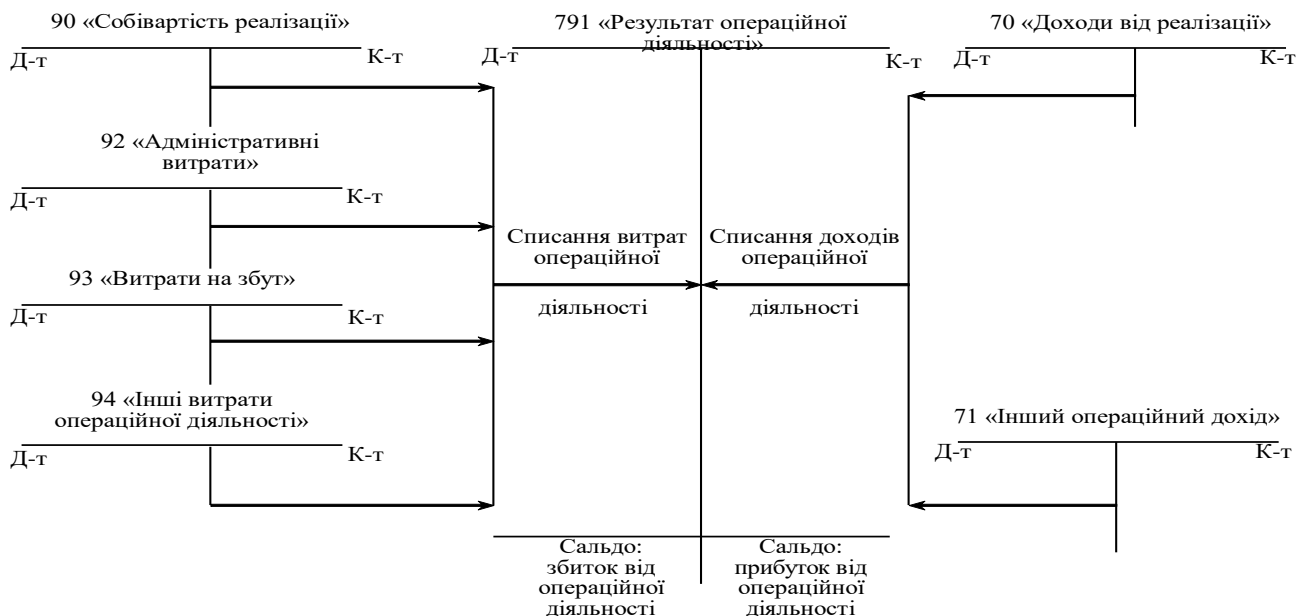 90 «Собівартість реалізації»
Д-т
К-т
92 «Адміністративні
витрати»
Д-т
К-т
93 «Витрати на збут»
Д-т
К-т
94 «Інші витрати
операційної діяльності»
Д-т
К-т
791 «Результат операційної
діяльності»
Д-т
К-т
Списання витрат
операційної
діяльності
Списання доходів
операційної
діяльності
Сальдо:
збиток від
операційної
діяльності
Сальдо:
прибуток від
операційної
діяльності
70 «Доходи від реалізації»
Д-т
К-т
71 «Інший операційний дохід»
Д-т
К-т